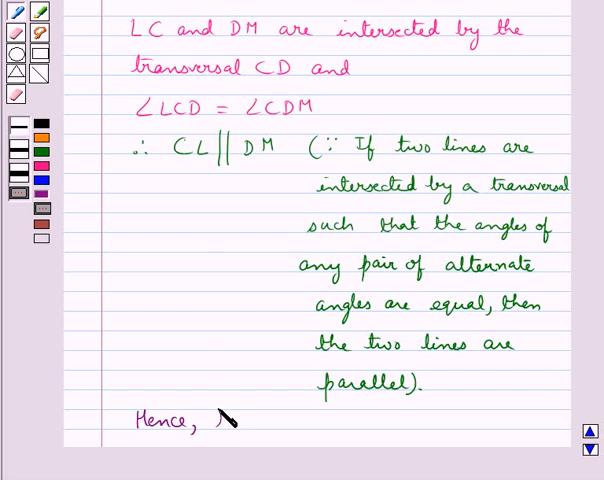 LC and DM are intersected by the
transversal CD and
∠LCD = ∠CDM
∴ CL || DM (∵ If two lines are
intersected by a transversal
such that the angles of
any pair of alternate
angles are equal, then
the two lines are
parallel).
Hence,